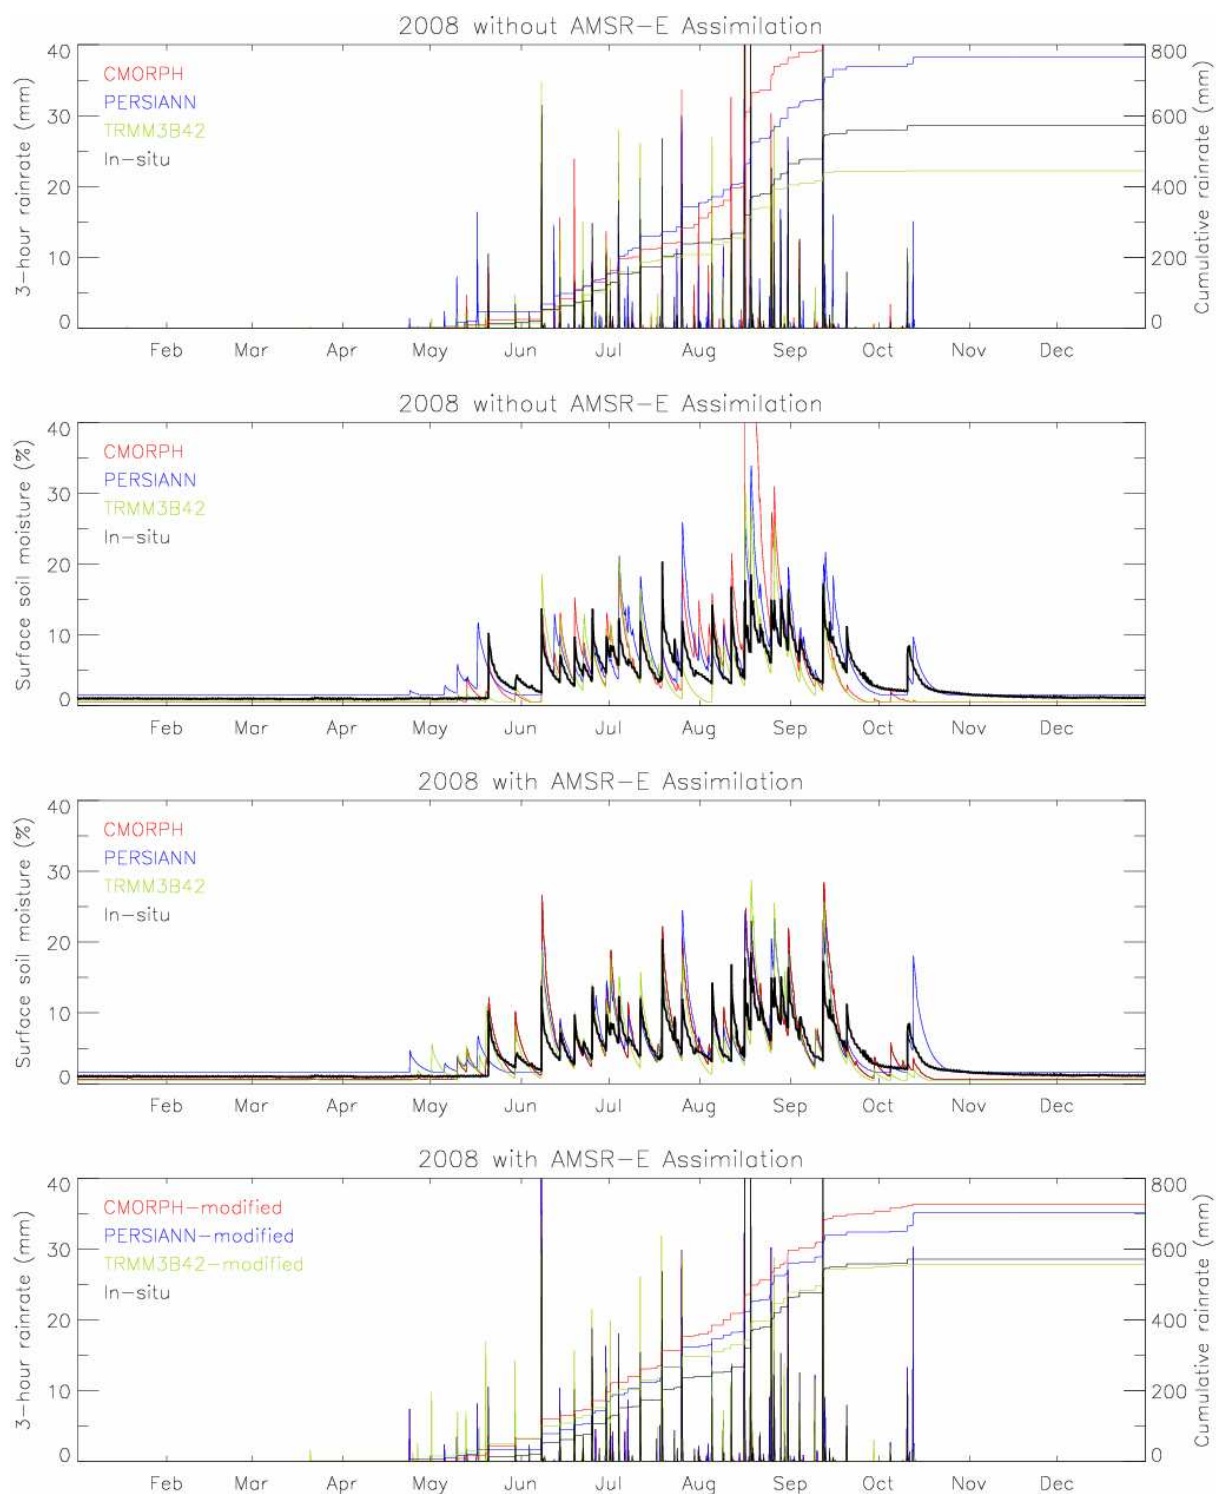 2008 without AMSR-E Assimilation
40
30
20
10
0
3-hour rainrate (mm)
CMORPH
PERSIANN
TRMM3B42
In-situ
800
600
400
200
0
Cumulative rainrate (mm)
Feb Mar Apr May Jun Jul Aug Sep Oct Nov Dec
2008 without AMSR-E Assimilation
40
30
20
10
0
Surface soil moisture (%)
CMORPH
PERSIANN
TRMM3B42
In-situ
Feb Mar Apr May Jun Jul Aug Sep Oct Nov Dec
2008 with AMSR-E Assimilation
40
30
20
10
0
Surface soil moisture (%)
CMORPH
PERSIANN
TRMM3B42
In-situ
Feb Mar Apr May Jun Jul Aug Sep Oct Nov Dec
2008 with AMSR-E Assimilation
40
30
20
10
0
3-hour rainrate (mm)
CMORPH-modified
PERSIANN-modified
TRMM3B42-modified
In-situ
800
600
400
200
0
Cumulative rainrate (mm)
Feb Mar Apr May Jun Jul Aug Sep Oct Nov Dec